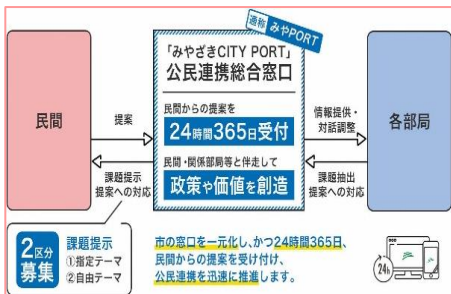 通称 みやPORT
「みやざきCITY PORT」
公民連携総合窓口
民間
提案
民間からの提案を
24時間365日受付
情報提供・
対話調整
各部局
課題提示
提案への対応
民間・関係部局等と伴走して
政策や価値を創造
課題抽出
提案への対応
2区分
募集
課題提示
①指定テーマ
②自由テーマ
市の窓口を一元化し、かつ24時間365日、
民間からの提案を受け付け、
公民連携を迅速に推進します。
24h